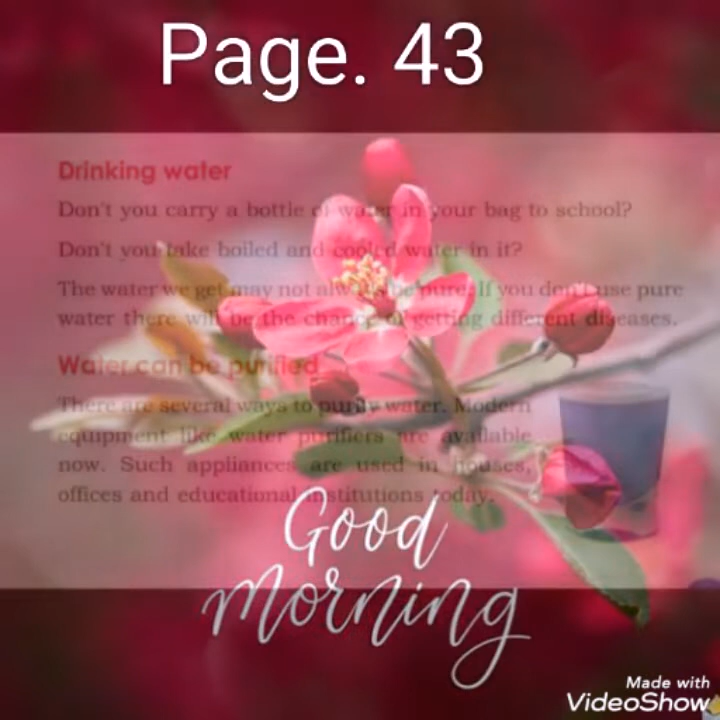 Page. 43
Drinking water
Don't you carry a bottle of water in your bag to school?
Don't you take boiled and cooled water in it?
The water we get may not always be pure. If you don't use pure
water there will be the chance of getting different diseases.
Water can be purified
There are several ways to purify water. Modern
equipment like water purifiers are available
now. Such appliances are used in houses,
offices and educational institutions today.
Good
morning
Made with
VideoShow